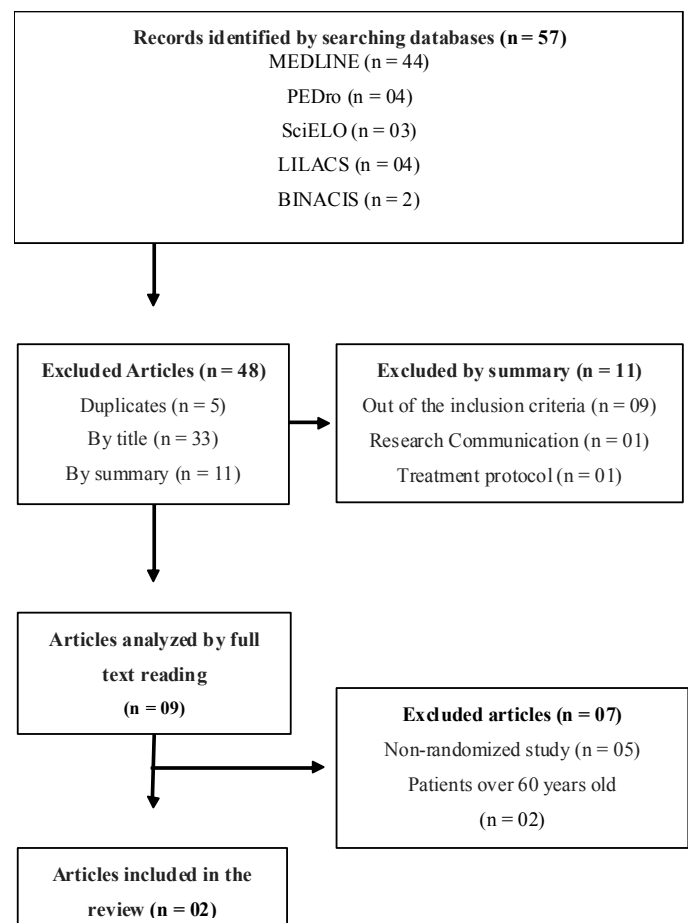 Records identified by searching databases (n = 57)
MEDLINE (n = 44)
PEDro (n = 04)
SciELO (n = 03)
LILACS (n = 04)
BINACIS (n = 2)
Excluded Articles (n = 48)
Duplicates (n = 5)
By title (n = 33)
By summary (n = 11)
Excluded by summary (n = 11)
Out of the inclusion criteria (n = 09)
Research Communication (n = 01)
Treatment protocol (n = 01)
Articles analyzed by full
text reading
(n = 09)
Excluded articles (n = 07)
Non-randomized study (n = 05)
Patients over 60 years old
(n = 02)
Articles included in the
review (n = 02)